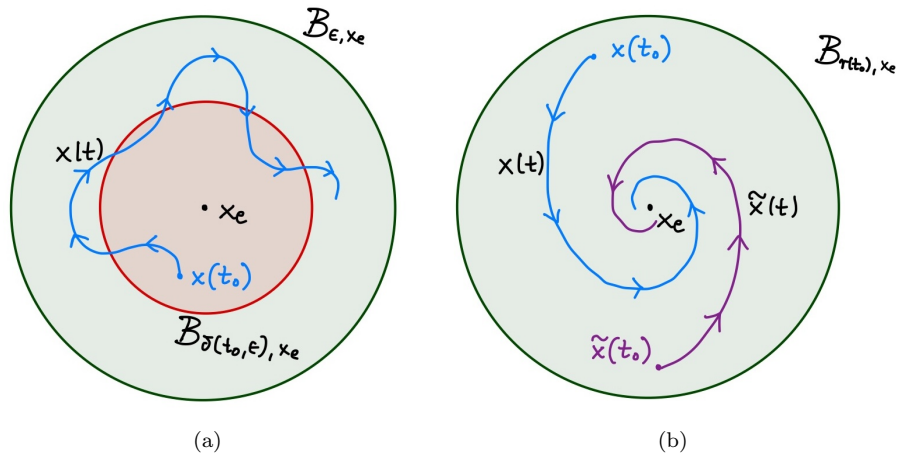 B_{ε, x_e}
x(t)
x_e
x(t_0)
B_{δ(t_0, ε), x_e}
(a)
x(t_0)
B_{r(t_0), x_e}
x(t)
x_e
x̃(t)
x̃(t_0)
(b)